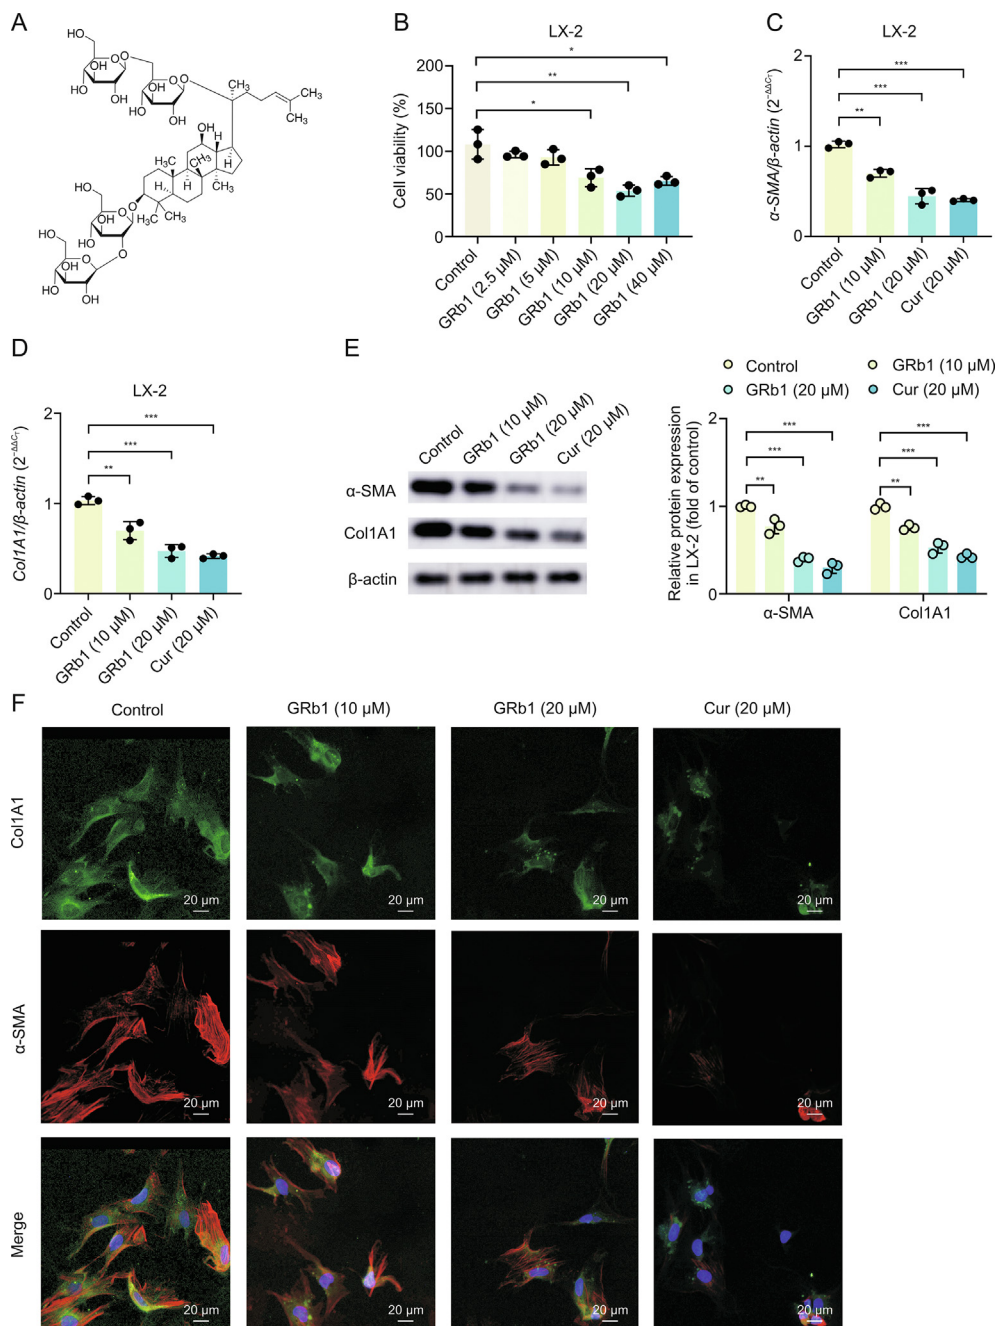 A
HO
HO
O
O
OH
HO
OH
O
O
O
OH
HO
OH
CH₃
CH₃
CH₃
OH
H
CH₃
CH₃
H
CH₃
H
H₃C
CH₃
HO
O
O
OH
HO
OH
HO
O
O
OH
HO
OH
B
LX-2
Cell viability (%)
200
150
100
50
0
*
**
*
Control
GRb1 (2.5 μM)
GRb1 (5 μM)
GRb1 (10 μM)
GRb1 (20 μM)
GRb1 (40 μM)
C
LX-2
α-SMA/β-actin (2⁻ΔΔCT)
2
1
0
***
***
**
Control
GRb1 (10 μM)
GRb1 (20 μM)
Cur (20 μM)
D
LX-2
Col1A1/β-actin (2⁻ΔΔCT)
2
1
0
***
***
**
Control
GRb1 (10 μM)
GRb1 (20 μM)
Cur (20 μM)
E
Control
GRb1 (10 μM)
GRb1 (20 μM)
Cur (20 μM)
α-SMA
Col1A1
β-actin
Control
GRb1 (10 μM)
GRb1 (20 μM)
Cur (20 μM)
Relative protein expression
in LX-2 (fold of control)
2
1
0
***
***
**
***
***
**
α-SMA
Col1A1
F
Control
GRb1 (10 μM)
GRb1 (20 μM)
Cur (20 μM)
Col1A1
20 μm
20 μm
20 μm
20 μm
α-SMA
20 μm
20 μm
20 μm
20 μm
Merge
20 μm
20 μm
20 μm
20 μm